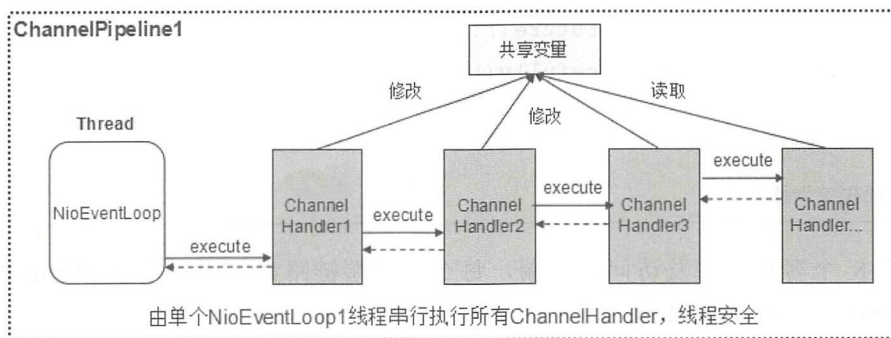 ChannelPipeline1
共享变量
修改
读取
修改
Thread
NioEventLoop
execute
Channel
Handler1
execute
Channel
Handler2
execute
Channel
Handler3
execute
Channel
Handler...
由单个NioEventLoop1线程串行执行所有ChannelHandler，线程安全